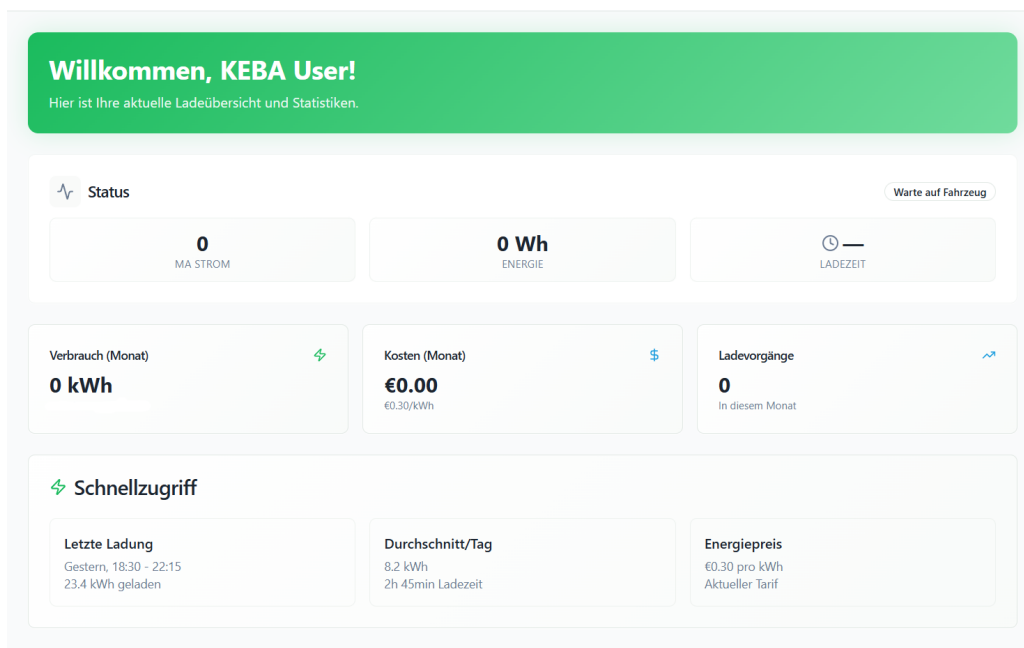 Willkommen, KEBA User!
Hier ist Ihre aktuelle Ladeübersicht und Statistiken.
Status
Warte auf Fahrzeug
0
MA STROM
0 Wh
ENERGIE
—
LADEZEIT
Verbrauch (Monat)
0 kWh
Kosten (Monat)
$
€0.00
€0.30/kWh
Ladevorgänge
0
In diesem Monat
Schnellzugriff
Letzte Ladung
Gestern, 18:30 - 22:15
23.4 kWh geladen
Durchschnitt/Tag
8.2 kWh
2h 45min Ladezeit
Energiepreis
€0.30 pro kWh
Aktueller Tarif